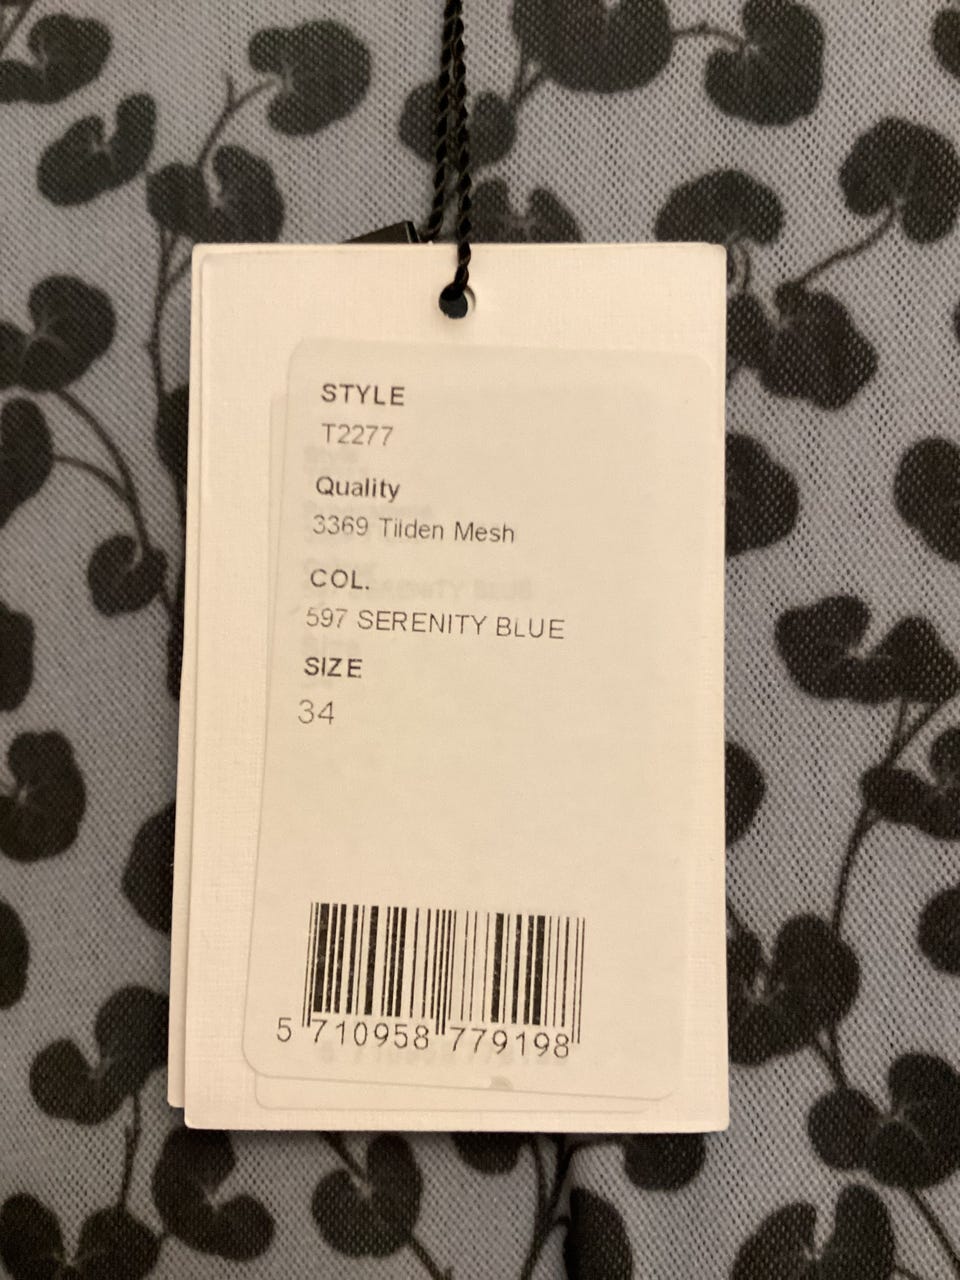 STYLE
T2277
Quality
3369 Tilden Mesh
COL.
597 SERENITY BLUE
SIZE
34
5 710958 779198